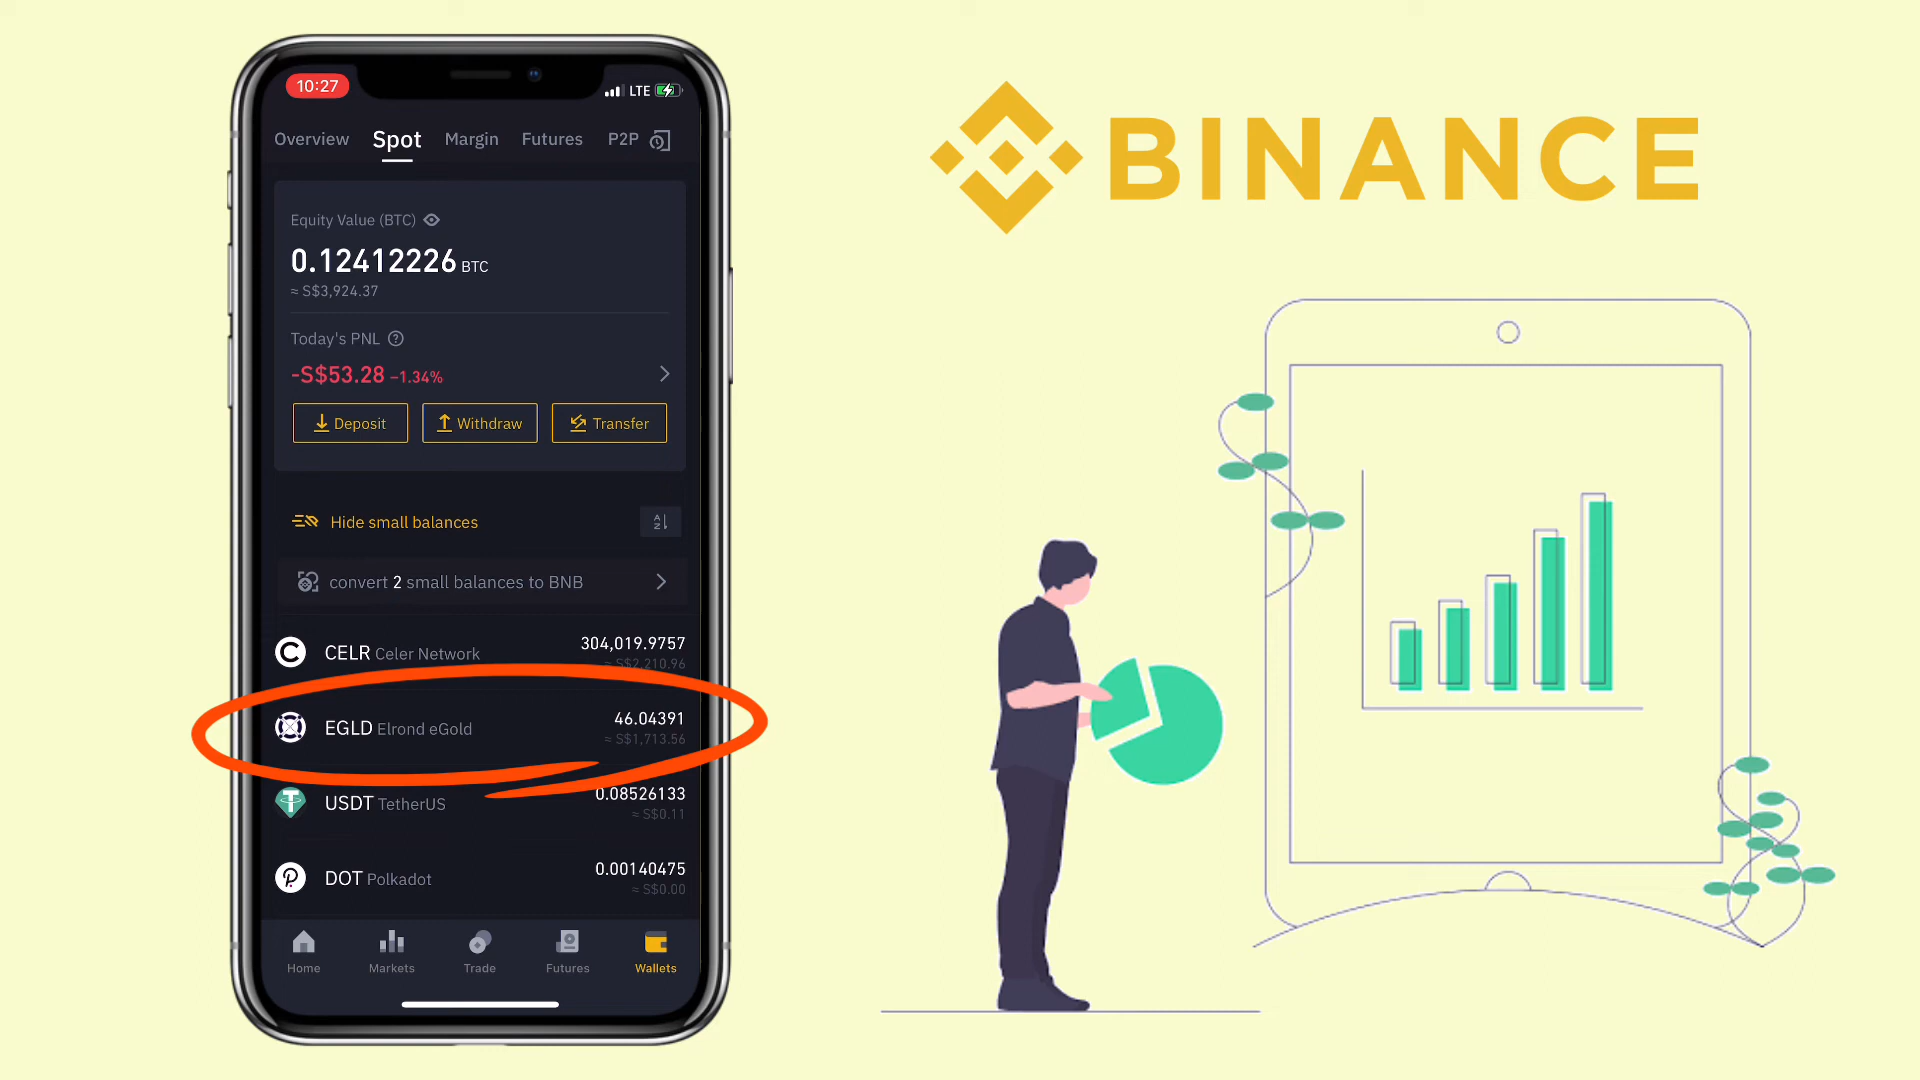 10:27
LTE
Overview Spot Margin Futures P2P
Equity Value (BTC)
0.12412226 BTC
≈ S$3,924.37
Today's PNL
-S$53.28 -1.34%
Deposit Withdraw Transfer
Hide small balances
convert 2 small balances to BNB
CELR Celer Network 304,019.9757
≈ S$2,210.96
EGLD Elrond eGold 46.04391
≈ S$1,713.56
USDT TetherUS 0.08526133
≈ S$0.11
DOT Polkadot 0.00140475
≈ S$0.00
Home Markets Trade Futures Wallets
BINANCE